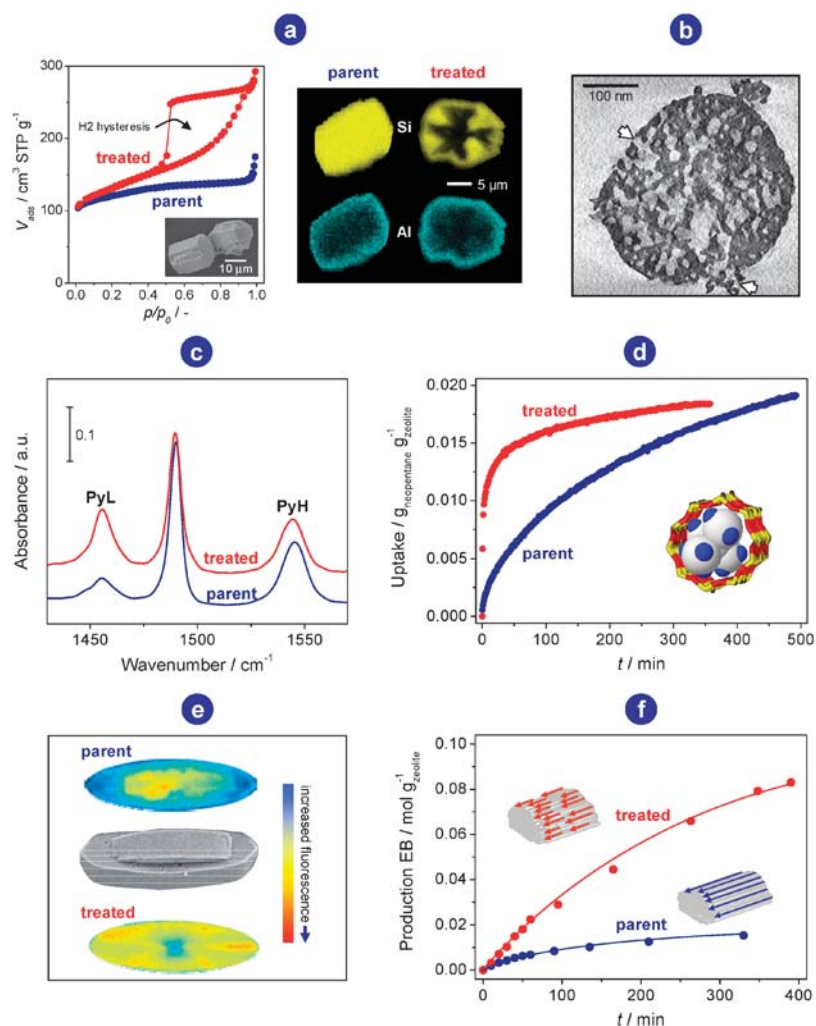 a
b
parent
treated
300
250
200
150
100
50
0
V_ads / cm³ STP g⁻¹
H2 hysteresis
treated
parent
10 µm
0.0 0.2 0.4 0.6 0.8 1.0
p/p₀ / -
Si
5 µm
Al
100 nm
c
d
0.1
Absorbance / a.u.
PyL
PyH
treated
parent
1450 1500 1550
Wavenumber / cm⁻¹
0.020
0.015
0.010
0.005
0.000
Uptake / g_neopentane g⁻¹_zeolite
treated
parent
0 100 200 300 400 500
t / min
e
f
parent
treated
increased fluorescence
0.10
0.08
0.06
0.04
0.02
0.00
Production EB / mol g⁻¹_zeolite
treated
parent
0 100 200 300 400
t / min